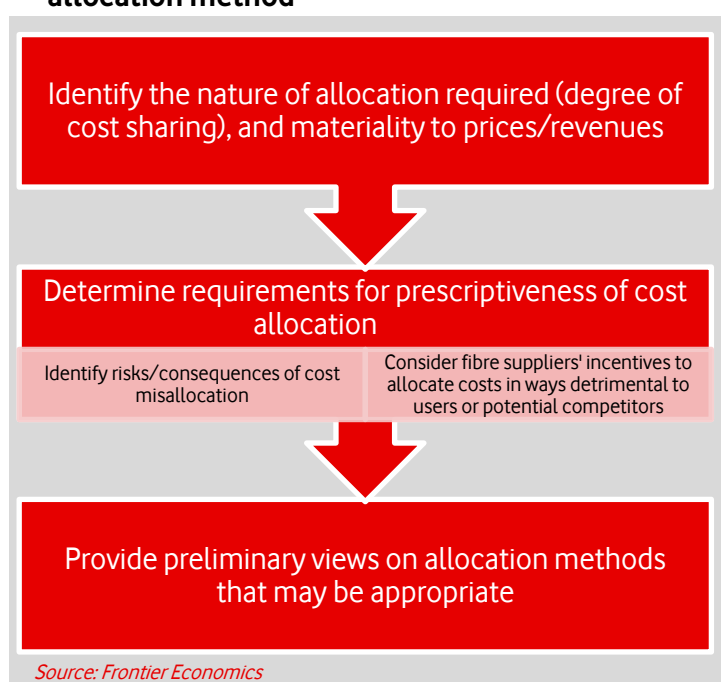 allocation method
Identify the nature of allocation required (degree of
cost sharing), and materiality to prices/revenues
Determine requirements for prescriptiveness of cost
allocation
Identify risks/consequences of cost
misallocation
Consider fibre suppliers' incentives to
allocate costs in ways detrimental to
users or potential competitors
Provide preliminary views on allocation methods
that may be appropriate
Source: Frontier Economics